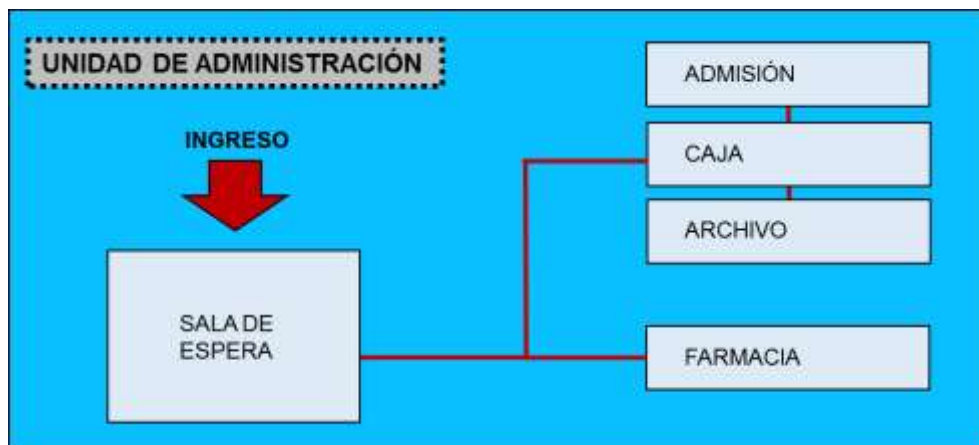 UNIDAD DE ADMINISTRACIÓN
INGRESO
SALA DE
ESPERA
ADMISIÓN
CAJA
ARCHIVO
FARMACIA